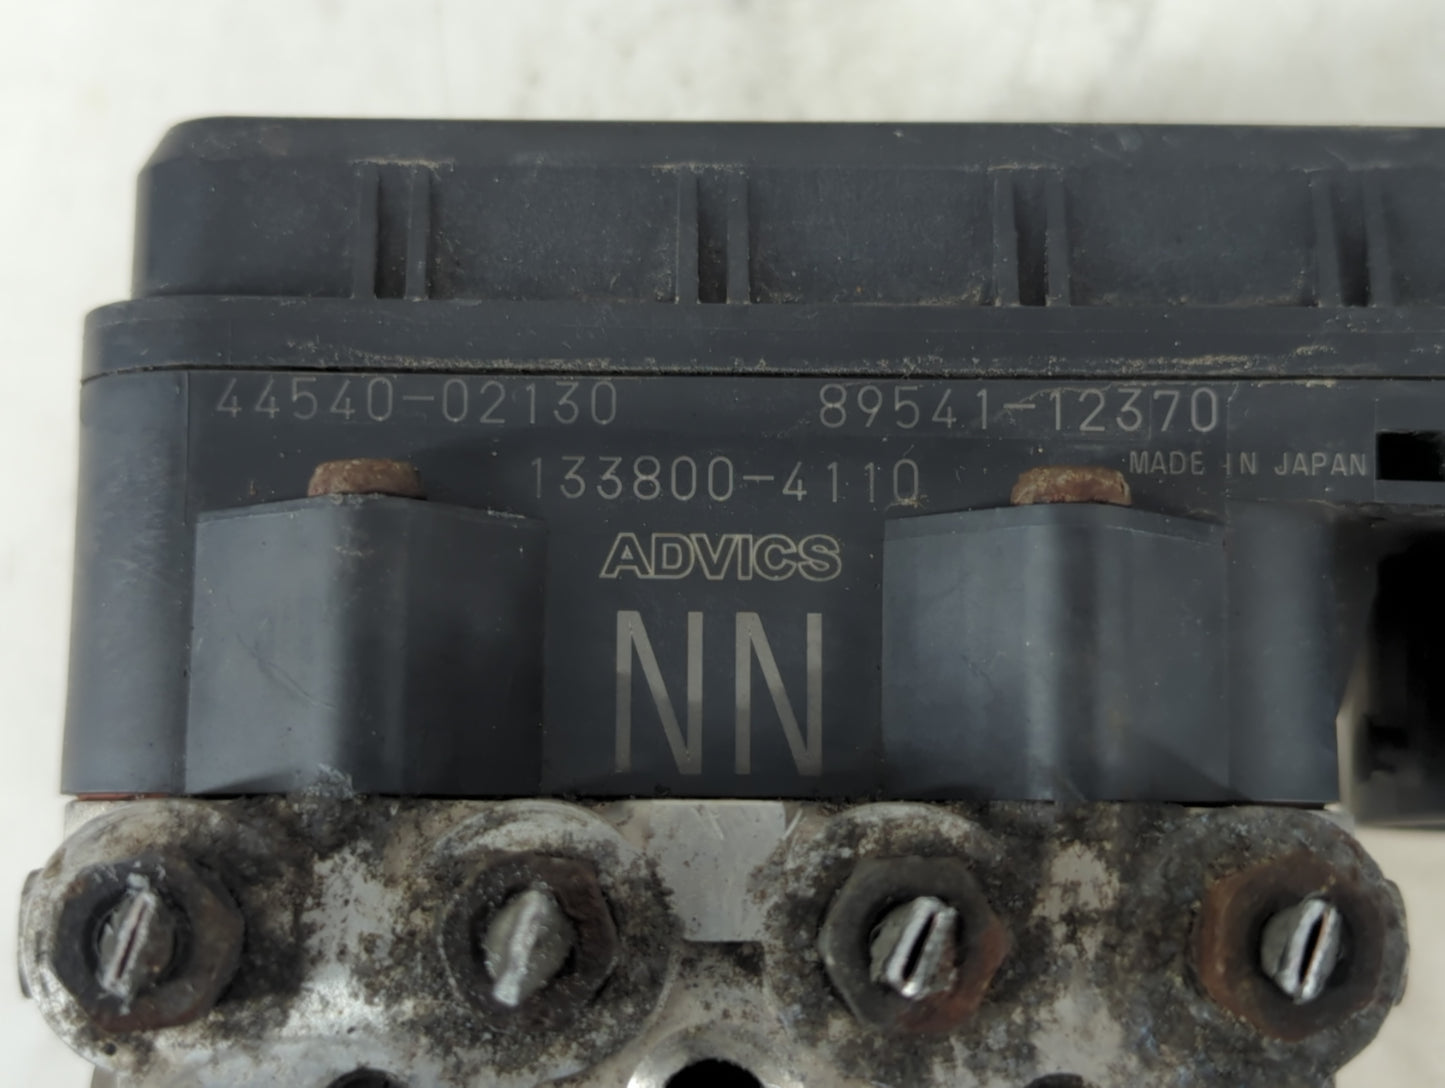 44540-02130 89541-12370
133800-4110 MADE IN JAPAN
ADVICS
NN